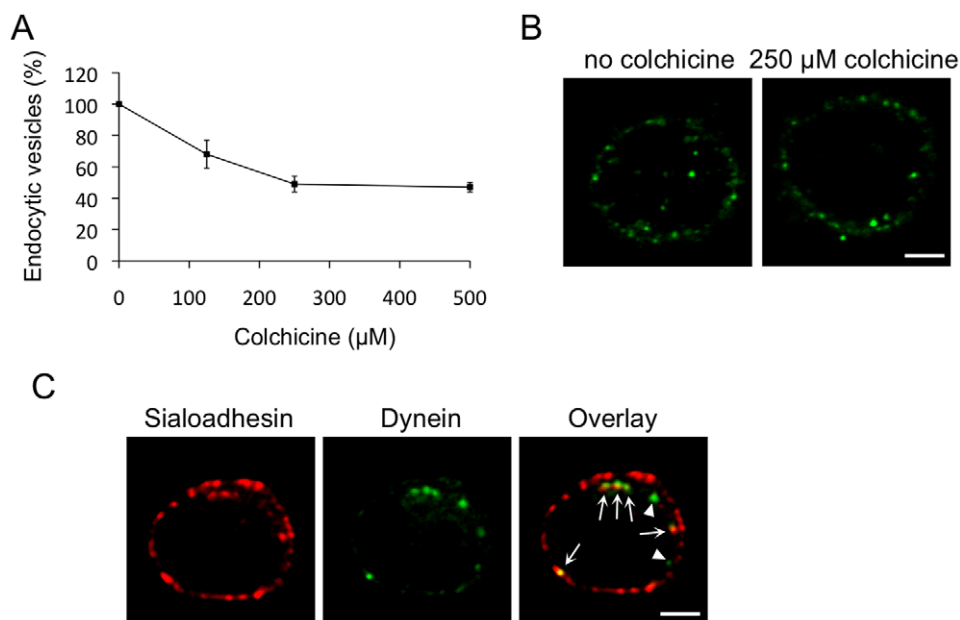 A
Endocytic vesicles (%)
120
100
80
60
40
20
0
0 100 200 300 400 500
Colchicine (µM)
B
no colchicine 250 µM colchicine
C
Sialoadhesin Dynein Overlay